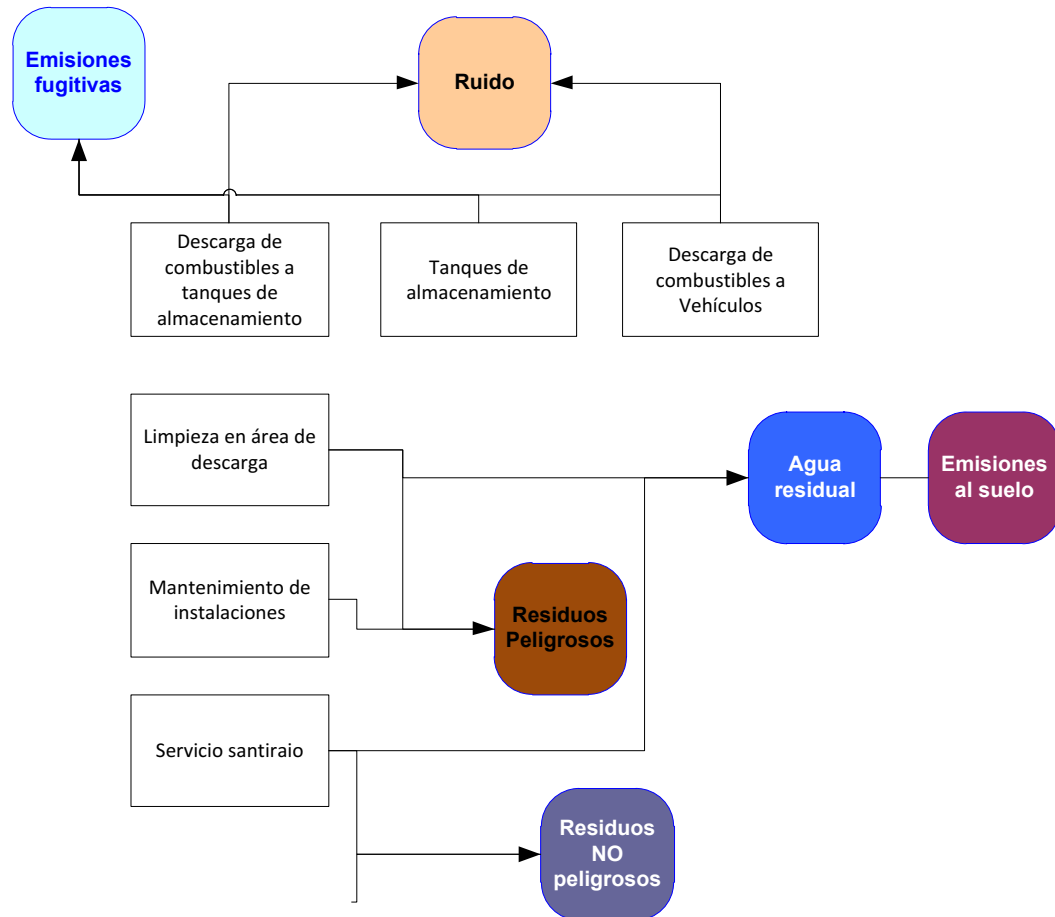 Emisiones
fugitivas
Ruido
Descarga de
combustibles a
tanques de
almacenamiento
Tanques de
almacenamiento
Descarga de
combustibles a
Vehículos
Limpieza en área de
descarga
Agua
residual
Emisiones
al suelo
Mantenimiento de
instalaciones
Residuos
Peligrosos
Servicio santiraio
Residuos
NO
peligrosos